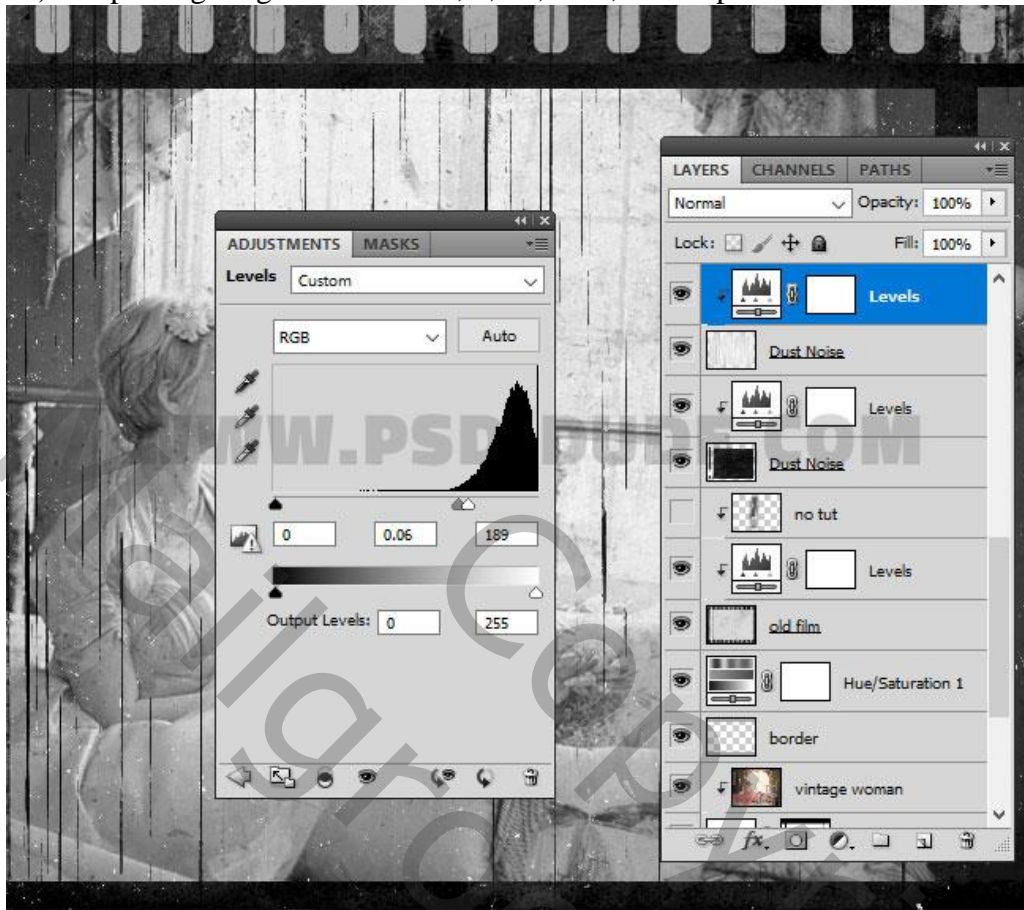 LAYERS CHANNELS PATHS
Normal Opacity: 100%
Lock: Fill: 100%
ADJUSTMENTS MASKS
Levels Custom
RGB Auto
0 0.06 189
Output Levels: 0 255
Levels
Dust Noise
Levels
Dust Noise
no tut
Levels
old film
Hue/Saturation 1
border
vintage woman
fx.
.PSD-DUDE.COM